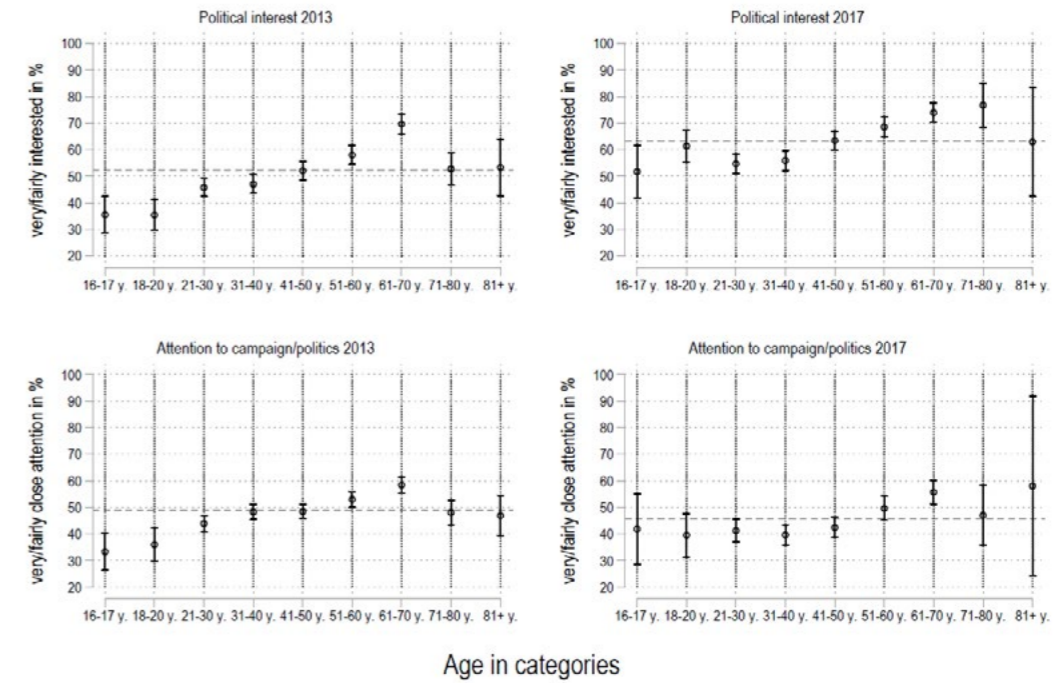 Political interest 2013
very/fairly interested in %
100
90
80
70
60
50
40
30
20
16-17 y. 18-20 y. 21-30 y. 31-40 y. 41-50 y. 51-60 y. 61-70 y. 71-80 y. 81+ y.
Political interest 2017
very/fairly interested in %
100
90
80
70
60
50
40
30
20
16-17 y. 18-20 y. 21-30 y. 31-40 y. 41-50 y. 51-60 y. 61-70 y. 71-80 y. 81+ y.
Attention to campaign/politics 2013
very/fairly close attention in %
100
90
80
70
60
50
40
30
20
16-17 y. 18-20 y. 21-30 y. 31-40 y. 41-50 y. 51-60 y. 61-70 y. 71-80 y. 81+ y.
Attention to campaign/politics 2017
very/fairly close attention in %
100
90
80
70
60
50
40
30
20
16-17 y. 18-20 y. 21-30 y. 31-40 y. 41-50 y. 51-60 y. 61-70 y. 71-80 y. 81+ y.
Age in categories